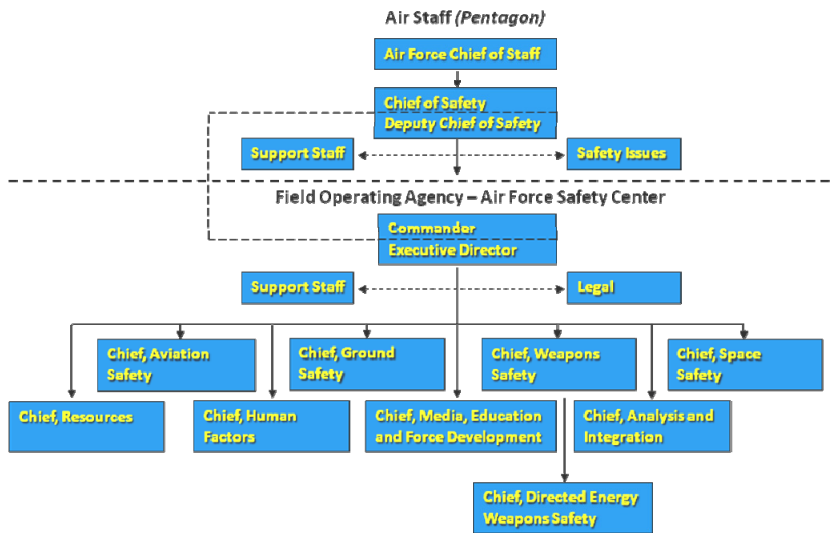 Air Staff (Pentagon)
Air Force Chief of Staff
Chief of Safety
Deputy Chief of Safety
Support Staff
Safety Issues
Field Operating Agency – Air Force Safety Center
Commander
Executive Director
Support Staff
Legal
Chief, Aviation
Safety
Chief, Ground
Safety
Chief, Weapons
Safety
Chief, Space
Safety
Chief, Resources
Chief, Human
Factors
Chief, Media, Education
and Force Development
Chief, Analysis and
Integration
Chief, Directed Energy
Weapons Safety